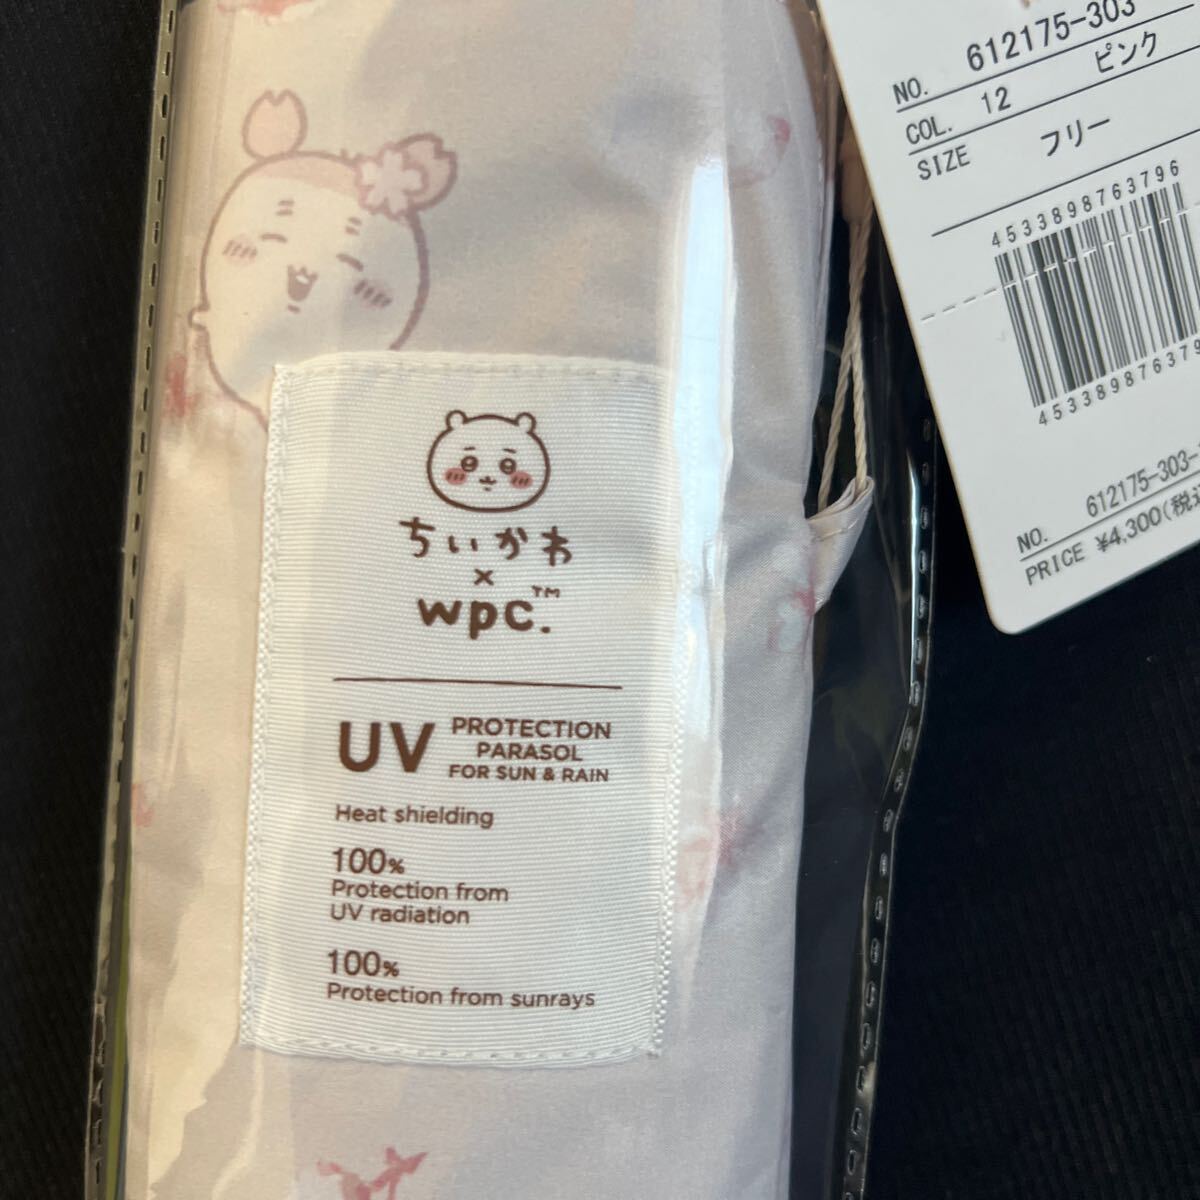 NO. 612175-303
COL. 12 ピンク
SIZE フリー
4533898763796
453389876379
NO. 612175-303-
PRICE ¥4,300(税込
ちいかわ
×
wpc.™
UV PROTECTION
PARASOL
FOR SUN & RAIN
Heat shielding
100%
Protection from
UV radiation
100%
Protection from sunrays